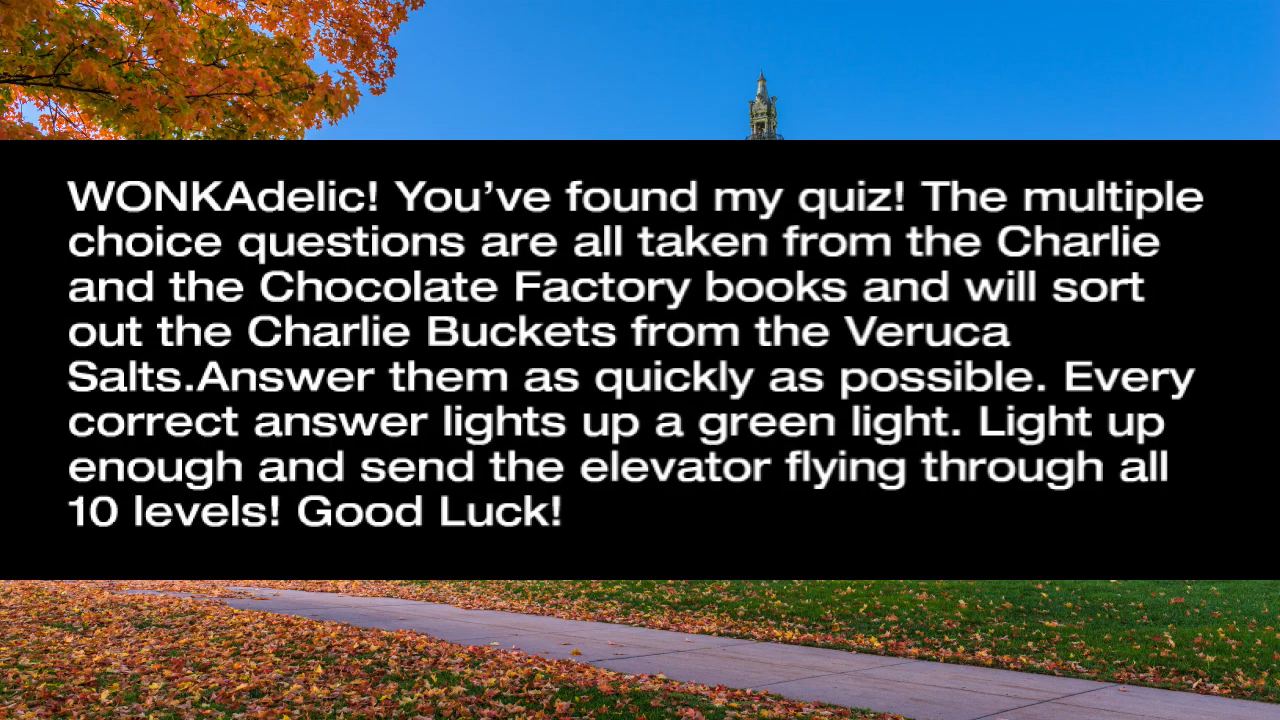 WONKAdelic! You’ve found my quiz! The multiple
choice questions are all taken from the Charlie
and the Chocolate Factory books and will sort
out the Charlie Buckets from the Veruca
Salts.Answer them as quickly as possible. Every
correct answer lights up a green light. Light up
enough and send the elevator flying through all
10 levels! Good Luck!